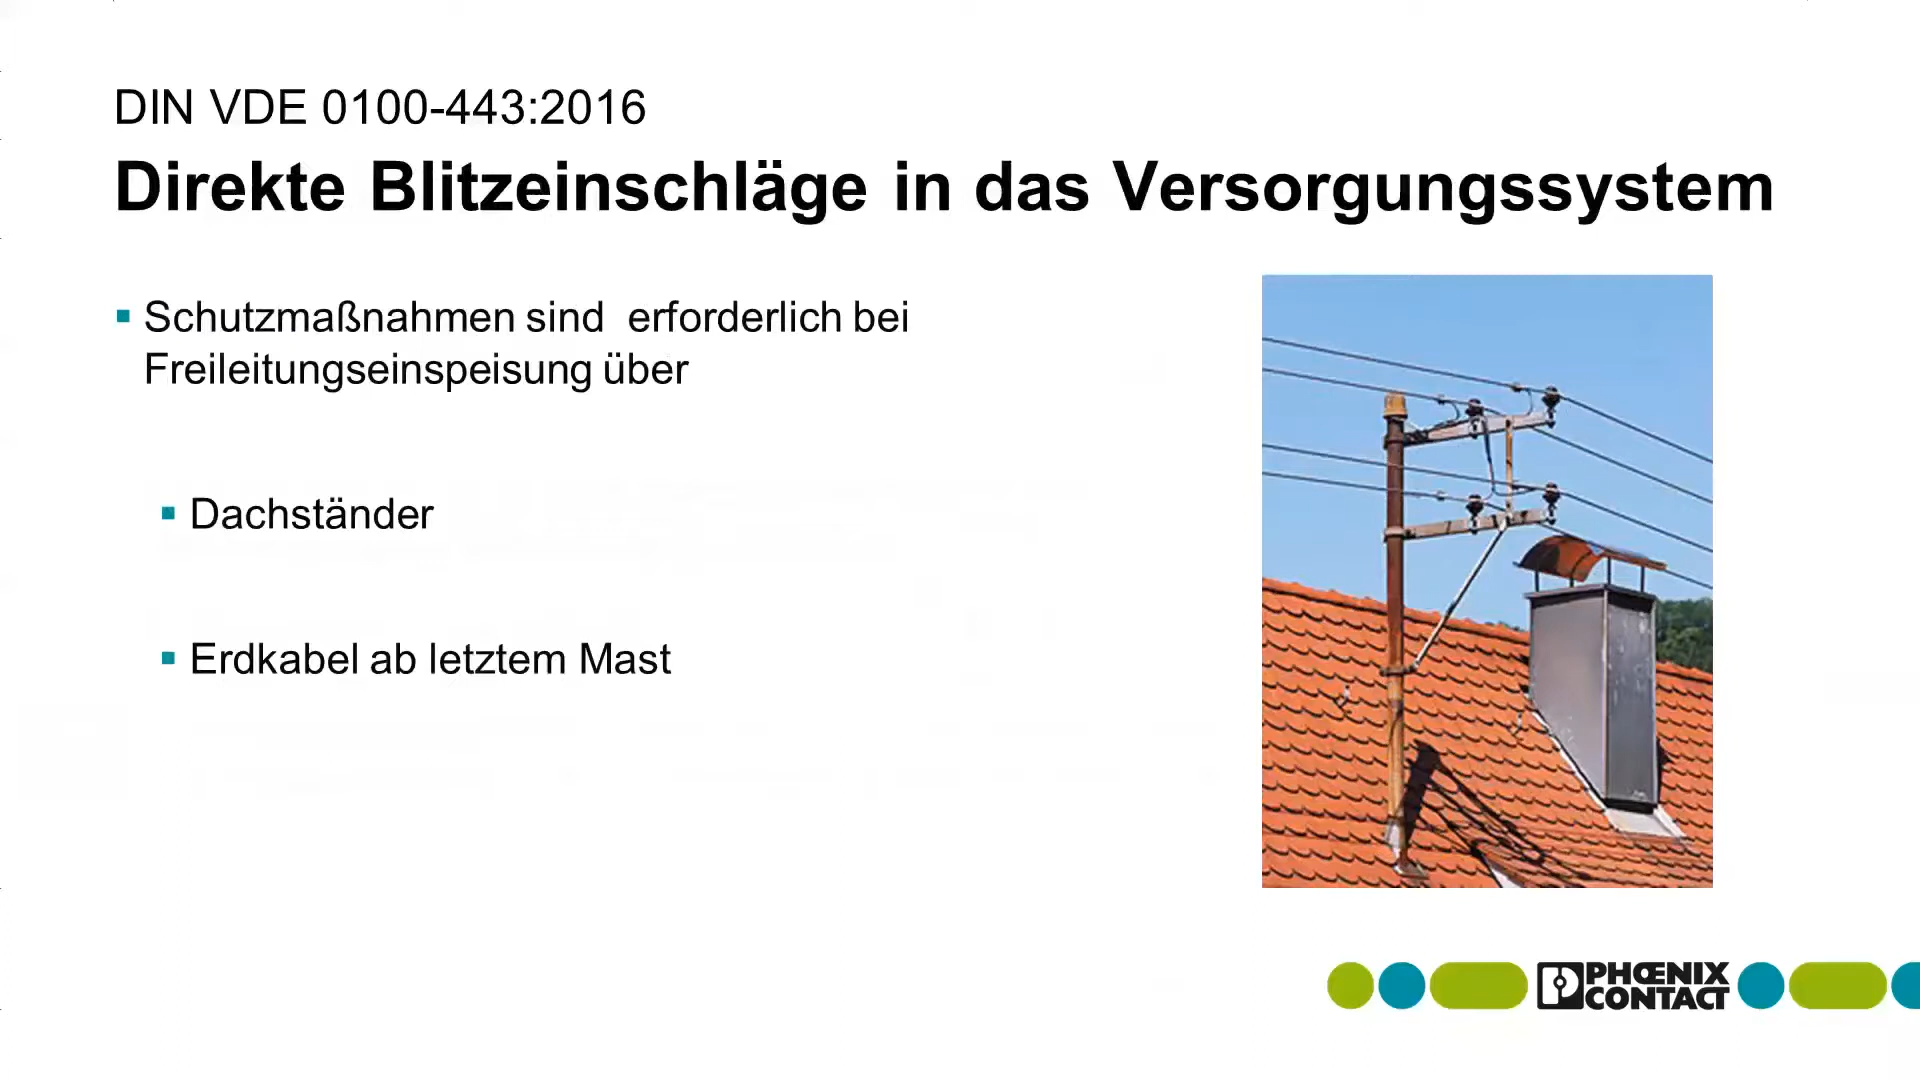 DIN VDE 0100-443:2016
Direkte Blitzeinschläge in das Versorgungssystem
Schutzmaßnahmen sind  erforderlich bei
Freileitungseinspeisung über
Dachständer
Erdkabel ab letztem Mast
PHŒNIX
CONTACT